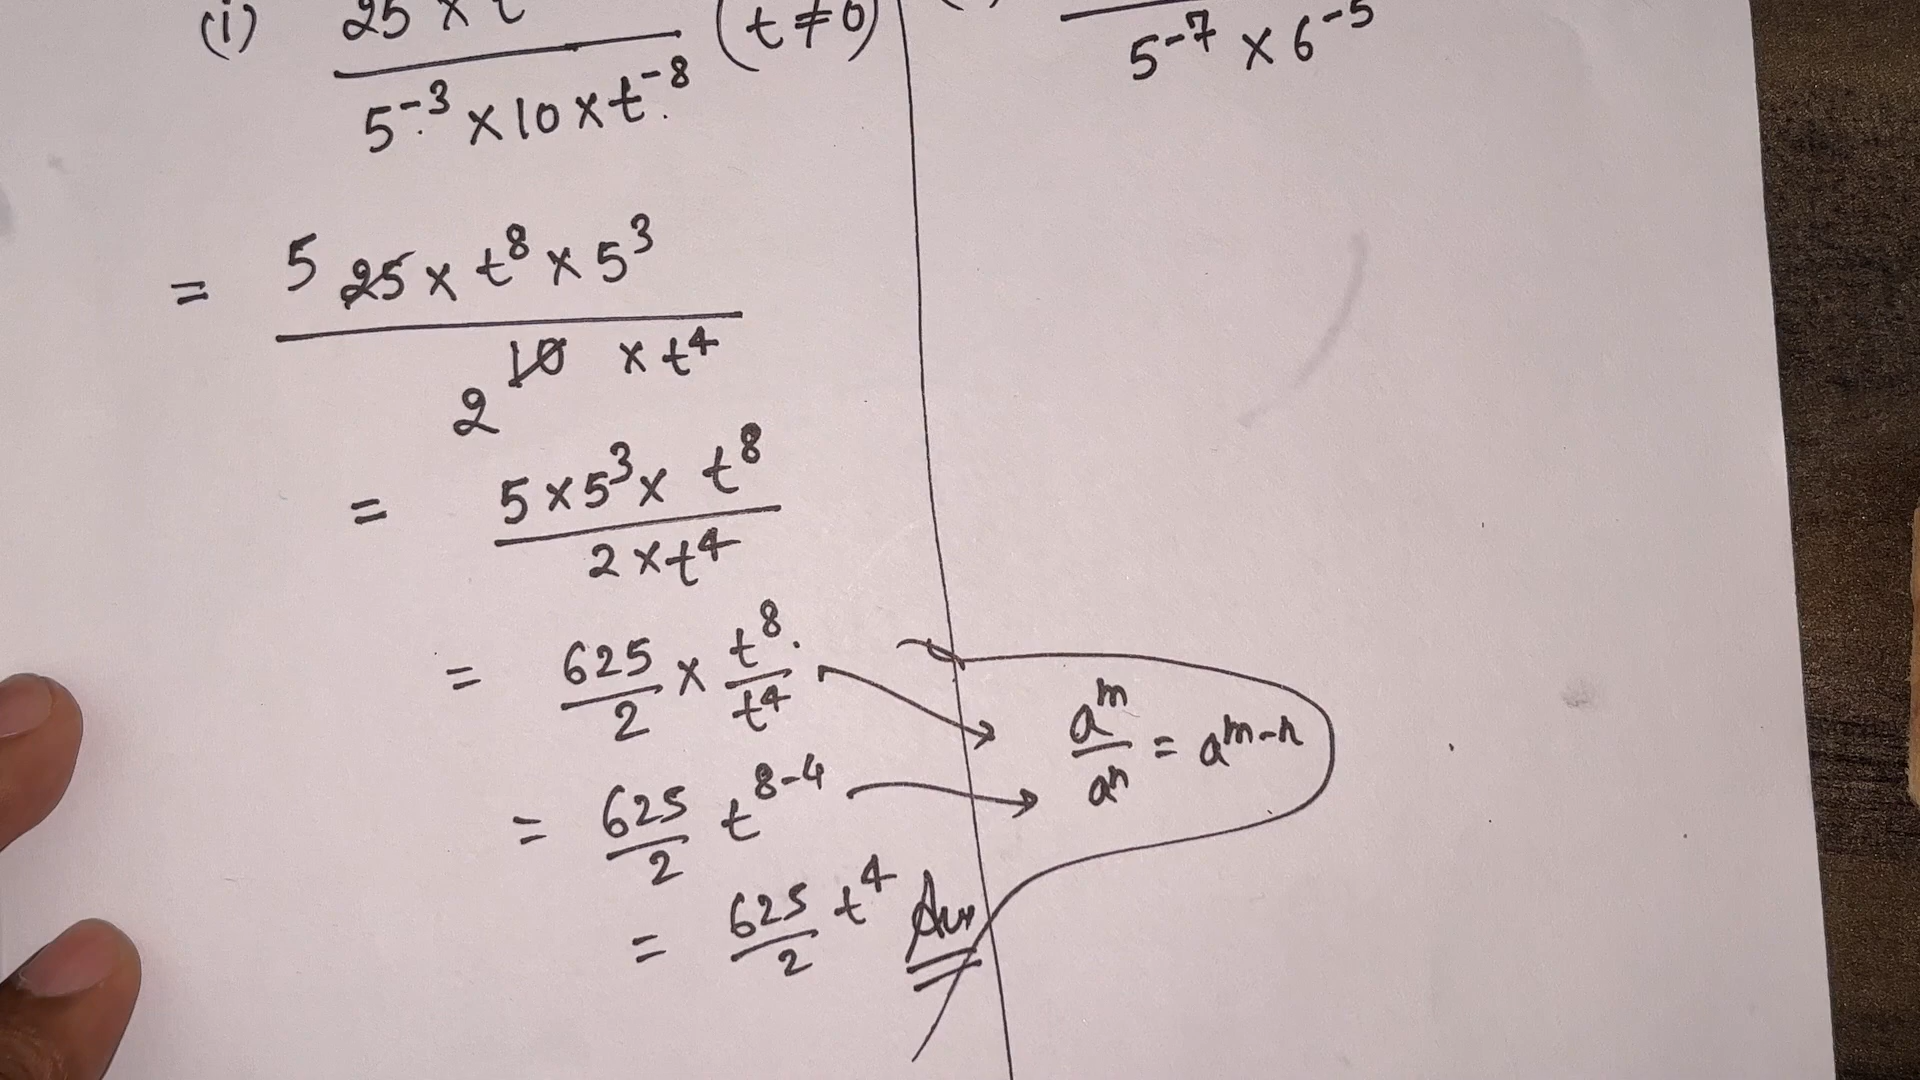 (i) 25 x t (t ≠ 0)
5⁻³ x 10 x t⁻⁸
5⁻⁷ x 6⁻⁵
= 5 25 x t⁸ x 5³
2 10 x t⁴
= 5 x 5³ x t⁸
2 x t⁴
= 625/2 x t⁸/t⁴
aᵐ/aⁿ = aᵐ⁻ⁿ
= 625/2 t⁸⁻⁴
= 625/2 t⁴ Ans